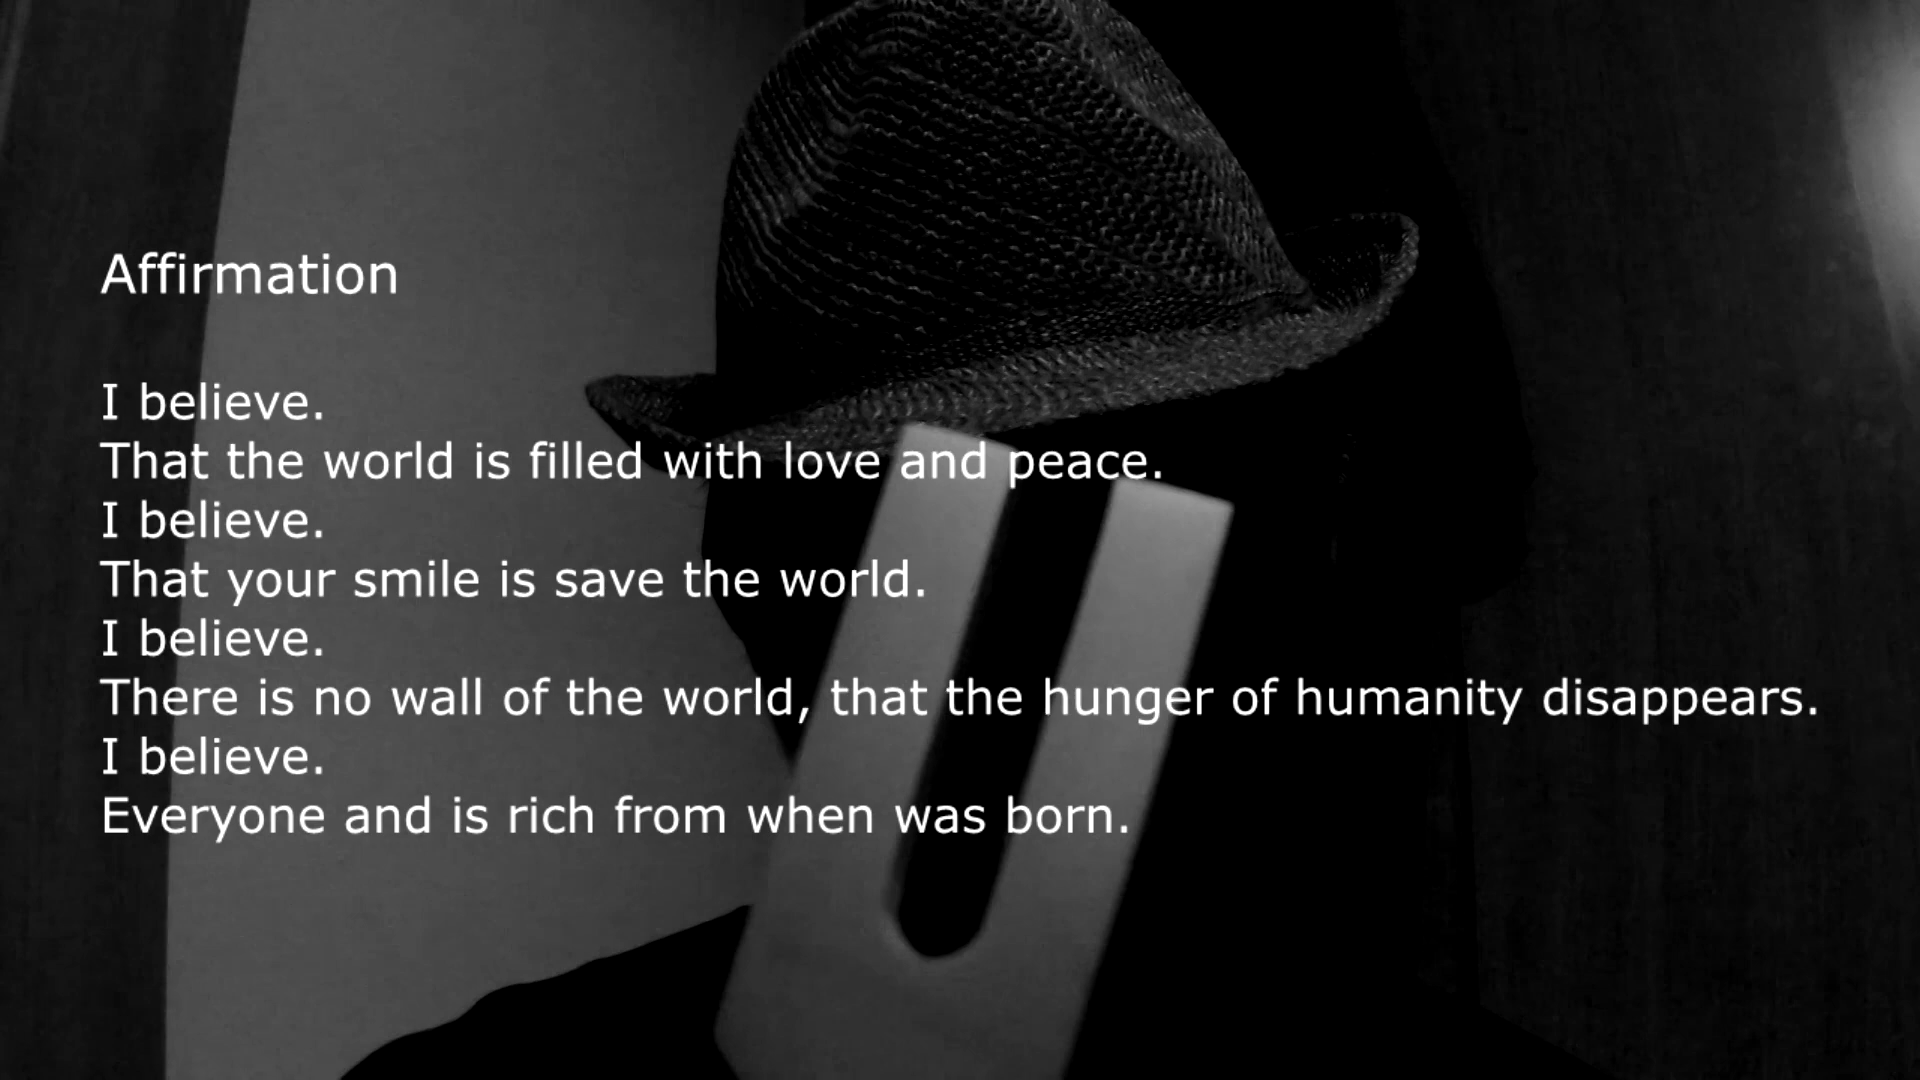 Affirmation
I believe.
That the world is filled with love and peace.
I believe.
That your smile is save the world.
I believe.
There is no wall of the world, that the hunger of humanity disappears.
I believe.
Everyone and is rich from when was born.